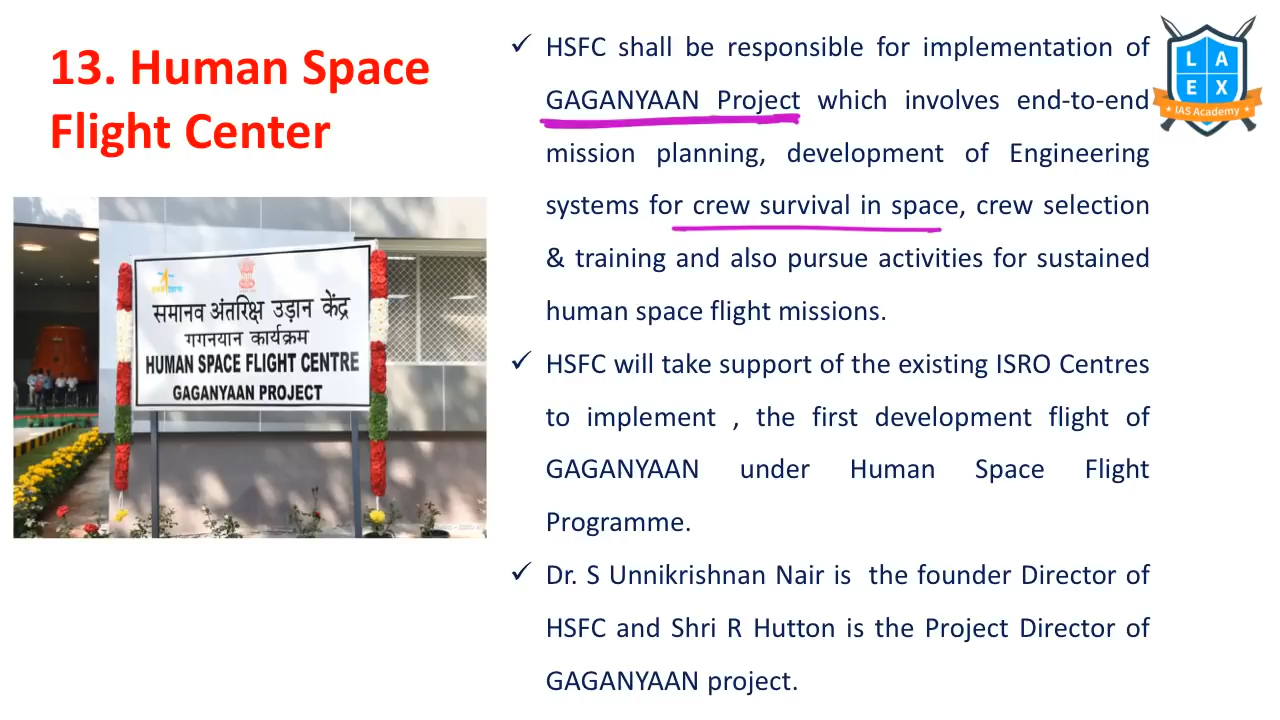 13. Human Space
Flight Center
HSFC shall be responsible for implementation of
GAGANYAAN Project which involves end-to-end
mission planning, development of Engineering
systems for crew survival in space, crew selection
& training and also pursue activities for sustained
human space flight missions.
HSFC will take support of the existing ISRO Centres
to implement , the first development flight of
GAGANYAAN under Human Space Flight
Programme.
Dr. S Unnikrishnan Nair is the founder Director of
HSFC and Shri R Hutton is the Project Director of
GAGANYAAN project.
L A
E X
IAS Academy
समानव अंतरिक्ष उड़ान केंद्र
गगनयान कार्यक्रम
HUMAN SPACE FLIGHT CENTRE
GAGANYAAN PROJECT